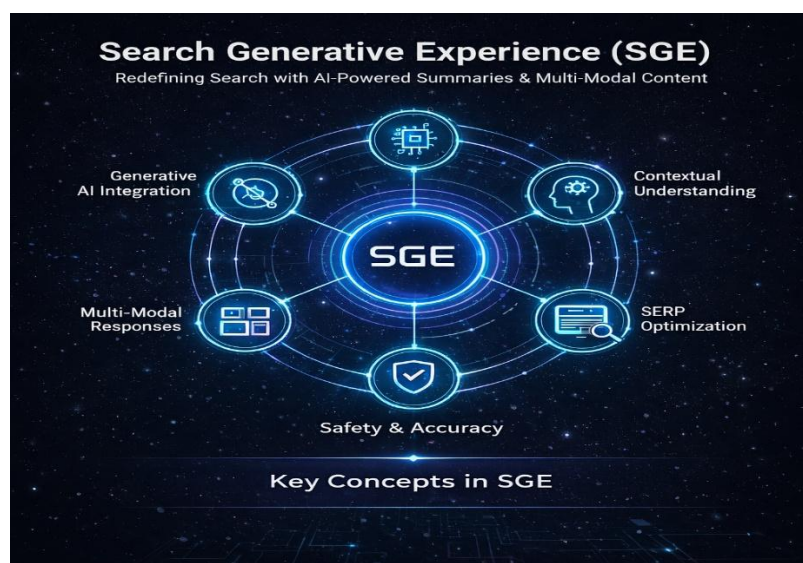 Search Generative Experience (SGE)
Redefining Search with AI-Powered Summaries & Multi-Modal Content
Generative
AI Integration
Contextual
Understanding
SGE
Multi-Modal
Responses
SERP
Optimization
Safety & Accuracy
Key Concepts in SGE